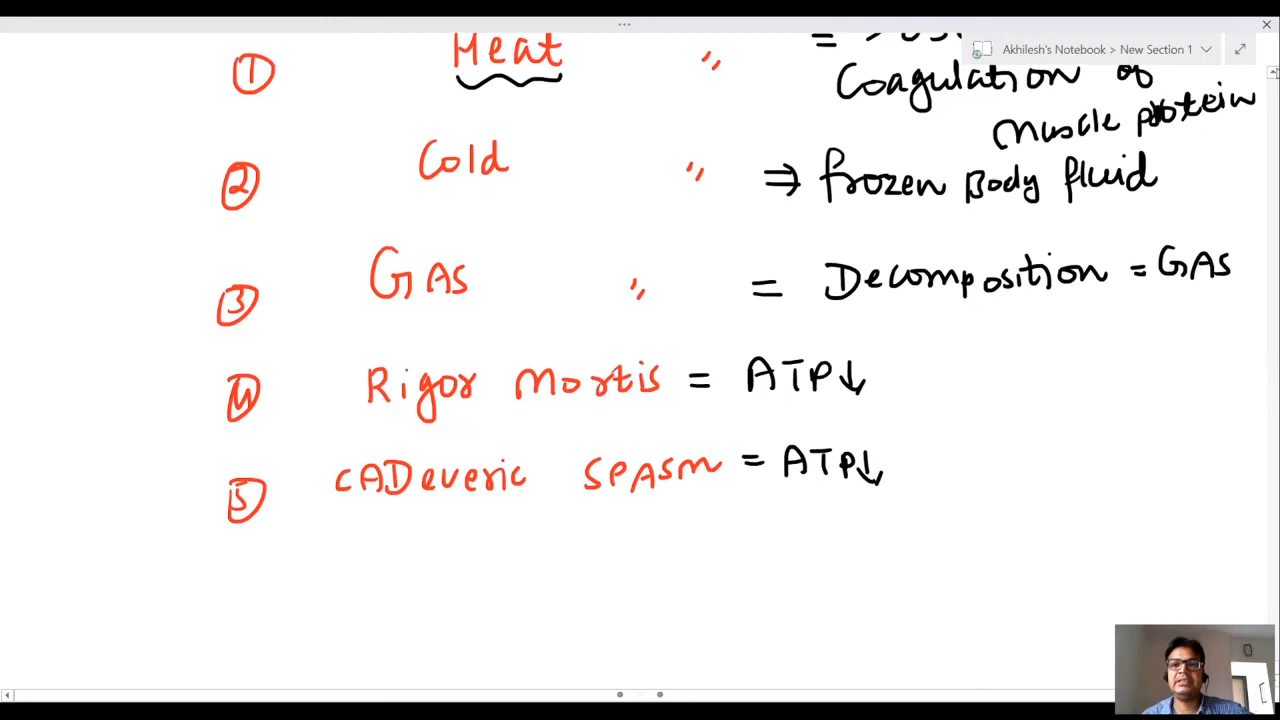 Akhilesh's Notebook > New Section 1
① Heat " = >
Coagulation of
muscle protein
② Cold " ⇒ frozen Body fluid
③ GAS " = Decomposition = GAS
④ Rigor mortis = ATP↓
⑤ CADeveric SPASM = ATP↓